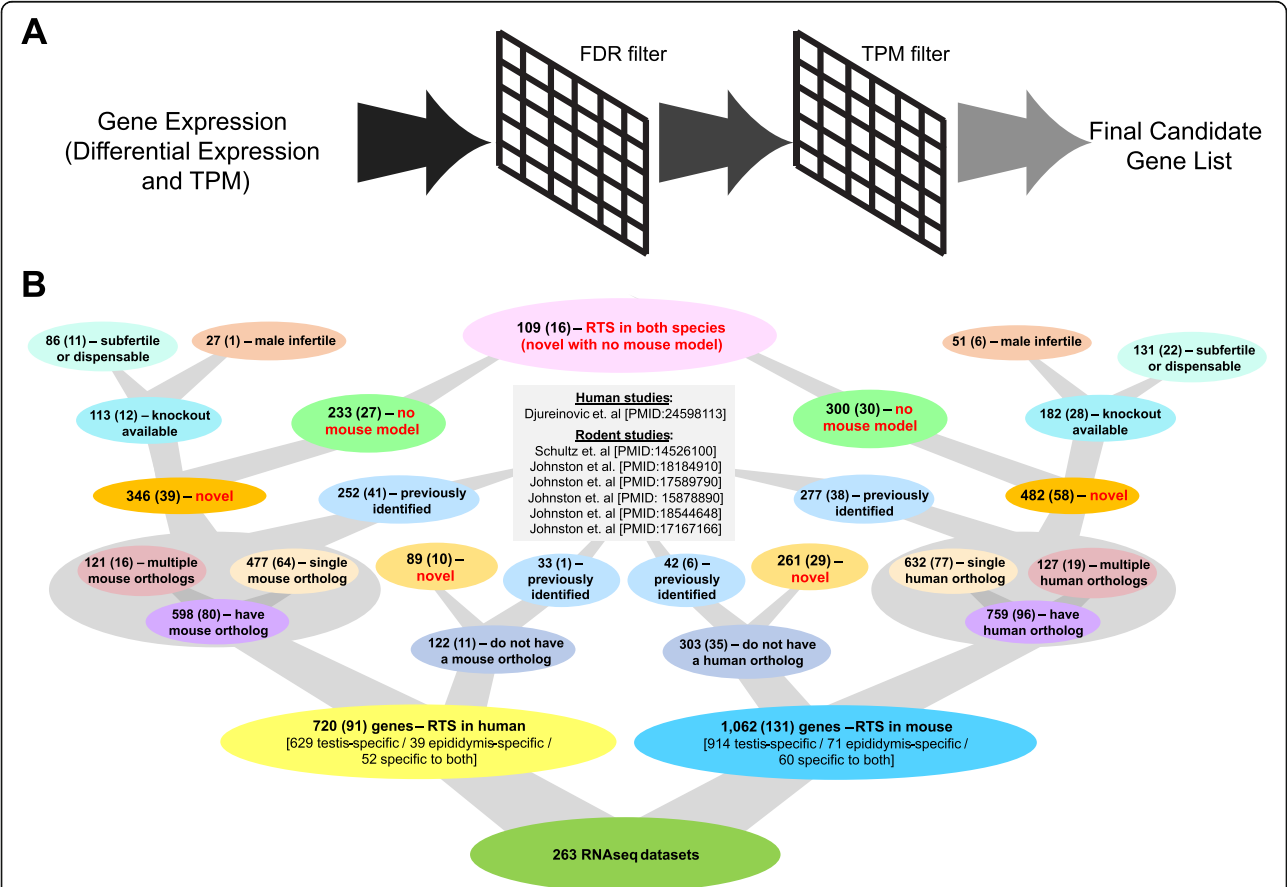 A
FDR filter
TPM filter
Gene Expression
(Differential Expression
and TPM)
Final Candidate
Gene List
B
86 (11) – subfertile
or dispensable
27 (1) – male infertile
109 (16) – RTS in both species
(novel with no mouse model)
51 (6) – male infertile
131 (22) – subfertile
or dispensable
113 (12) – knockout
available
233 (27) – no
mouse model
Human studies:
Djureinovic et. al [PMID:24598113]
Rodent studies:
Schultz et. al [PMID:14526100]
Johnston et. al [PMID:18184910]
Johnston et. al [PMID:17589790]
Johnston et. al [PMID: 15878890]
Johnston et. al [PMID:18544648]
Johnston et. al [PMID:17167166]
300 (30) – no
mouse model
182 (28) – knockout
available
346 (39) – novel
252 (41) – previously
identified
277 (38) – previously
identified
482 (58) – novel
121 (16) – multiple
mouse orthologs
477 (64) – single
mouse ortholog
598 (80) – have
mouse ortholog
89 (10) –
novel
33 (1) –
previously
identified
42 (6) –
previously
identified
261 (29) –
novel
632 (77) – single
human ortholog
127 (19) – multiple
human orthologs
759 (96) – have
human ortholog
122 (11) – do not have
a mouse ortholog
303 (35) – do not have
a human ortholog
720 (91) genes – RTS in human
[629 testis-specific / 39 epididymis-specific /
52 specific to both]
1,062 (131) genes –RTS in mouse
[914 testis-specific / 71 epididymis-specific /
60 specific to both]
263 RNAseq datasets